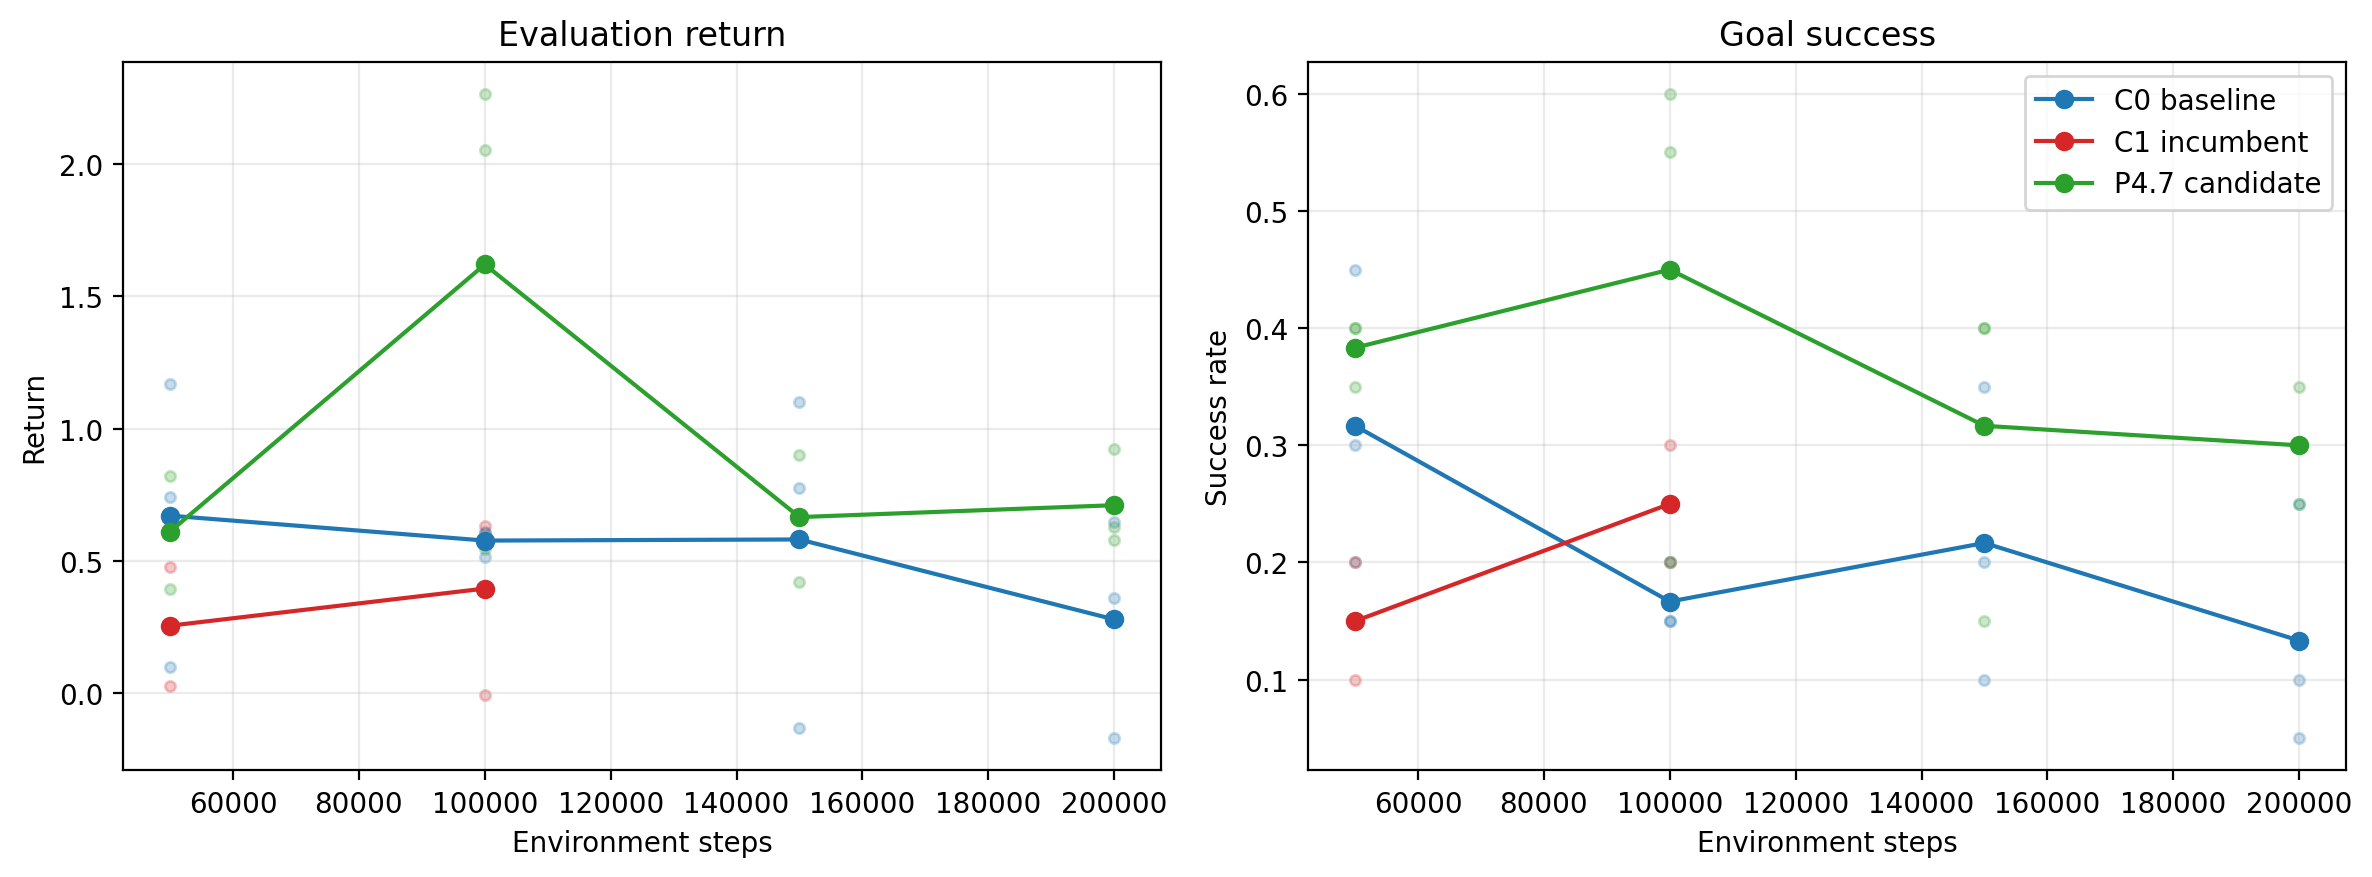 Evaluation return
Return
2.0
1.5
1.0
0.5
0.0
60000 80000 100000 120000 140000 160000 180000 200000
Environment steps
Goal success
Success rate
0.6
0.5
0.4
0.3
0.2
0.1
C0 baseline
C1 incumbent
P4.7 candidate
60000 80000 100000 120000 140000 160000 180000 200000
Environment steps